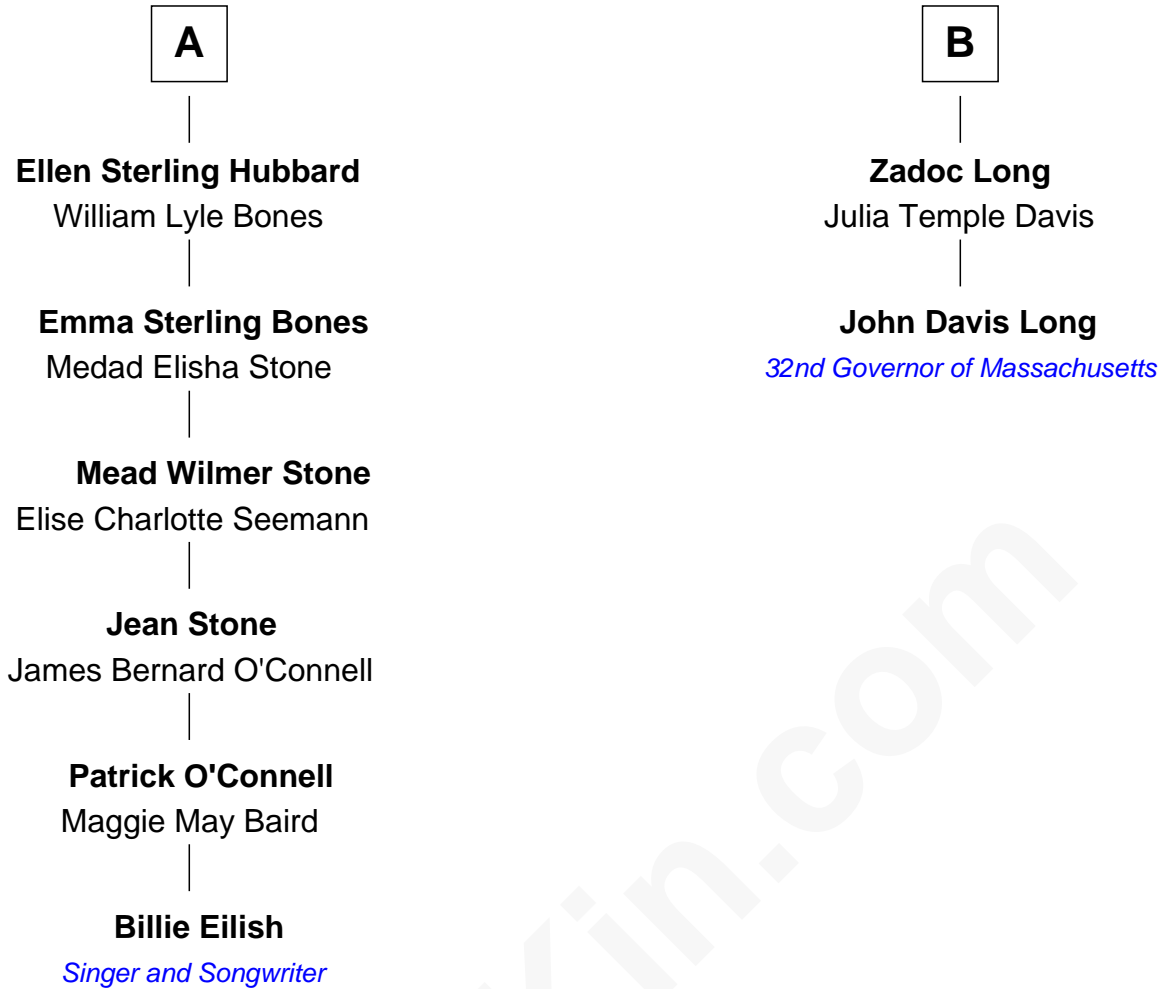 A
Ellen Sterling Hubbard
William Lyle Bones
Emma Sterling Bones
Medad Elisha Stone
Mead Wilmer Stone
Elise Charlotte Seemann
Jean Stone
James Bernard O'Connell
Patrick O'Connell
Maggie May Baird
Billie Eilish
Singer and Songwriter
B
Zadoc Long
Julia Temple Davis
John Davis Long
32nd Governor of Massachusetts
Kin.com